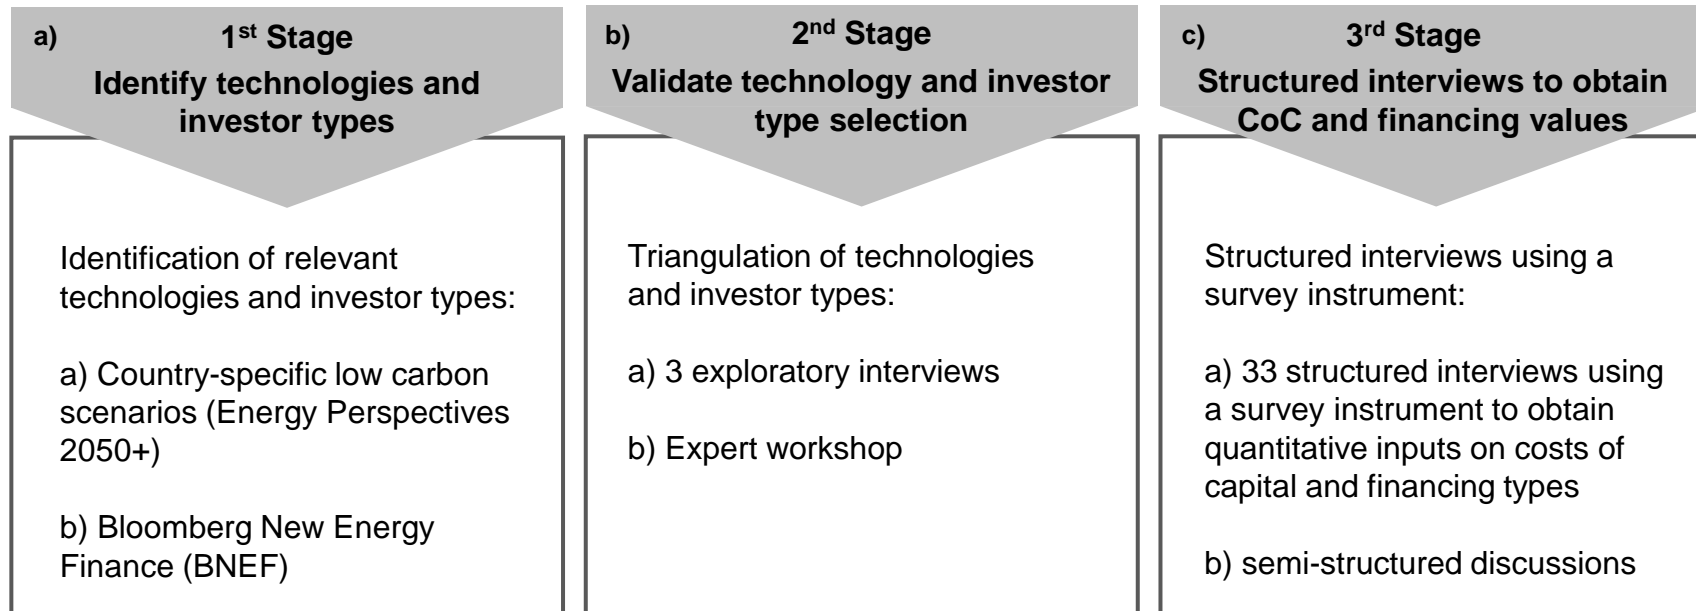 a)
1st Stage
Identify technologies and
investor types
Identification of relevant
technologies and investor types:
a) Country-specific low carbon
scenarios (Energy Perspectives
2050+)
b) Bloomberg New Energy
Finance (BNEF)
b)
2nd Stage
Validate technology and investor
type selection
Triangulation of technologies
and investor types:
a) 3 exploratory interviews
b) Expert workshop
c)
3rd Stage
Structured interviews to obtain
CoC and financing values
Structured interviews using a
survey instrument:
a) 33 structured interviews using
a survey instrument to obtain
quantitative inputs on costs of
capital and financing types
b) semi-structured discussions